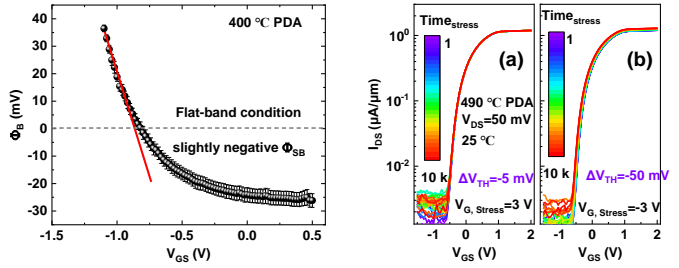 400 ℃ PDA
Flat-band condition
slightly negative Φ_SB
Φ_B (mV)
40
30
20
10
0
-10
-20
-30
-1.5
-1.0
-0.5
0.0
0.5
V_GS (V)
Time_stress
1
10 k
(a)
490 ℃ PDA
V_DS=50 mV
25 ℃
ΔV_TH=-5 mV
V_G, Stress=3 V
I_DS (μA/μm)
10^0
10^-1
10^-2
-1
0
1
2
V_GS (V)
Time_stress
1
10 k
(b)
ΔV_TH=-50 mV
V_G, Stress=-3 V
-1
0
1
2
V_GS (V)